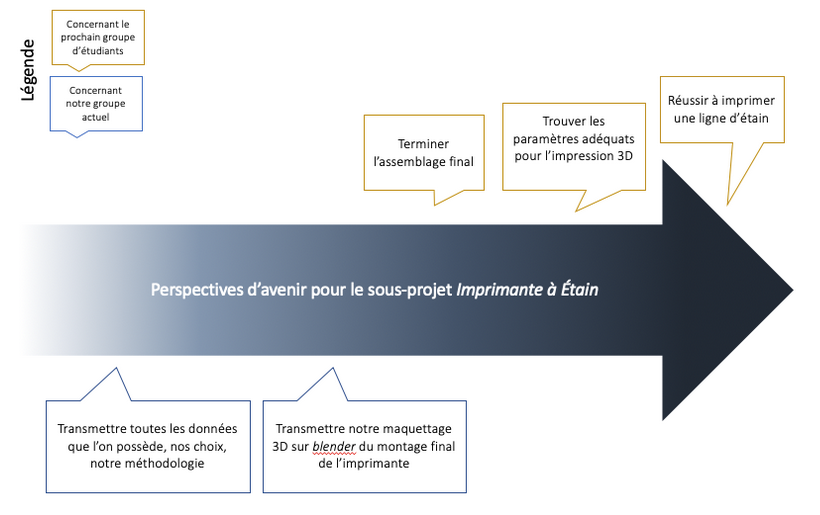 Légende
Concernant le
prochain groupe
d'étudiants
Concernant
notre groupe
actuel
Terminer
l'assemblage final
Trouver les
paramètres adéquats
pour l'impression 3D
Réussir à imprimer
une ligne d'étain
Perspectives d'avenir pour le sous-projet Imprimante à Étain
Transmettre toutes les données
que l'on possède, nos choix,
notre méthodologie
Transmettre notre maquettage
3D sur blender du montage final
de l'imprimante